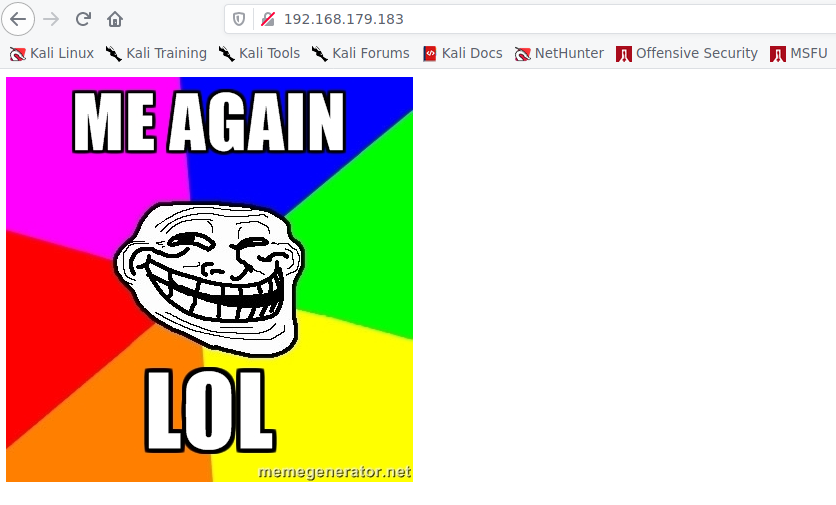 192.168.179.183
Kali Linux Kali Training Kali Tools Kali Forums Kali Docs NetHunter Offensive Security MSFU
ME AGAIN
LOL
memegenerator.net